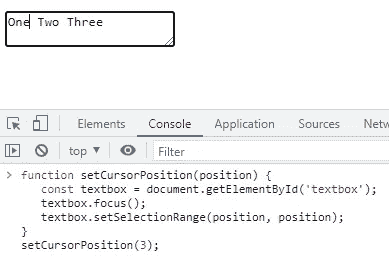 One Two Three
Elements Console Application Sources Netw
top ▼ Filter
> function setCursorPosition(position) {
const textbox = document.getElementById('textbox');
textbox.focus();
textbox.setSelectionRange(position, position);
}
setCursorPosition(3);